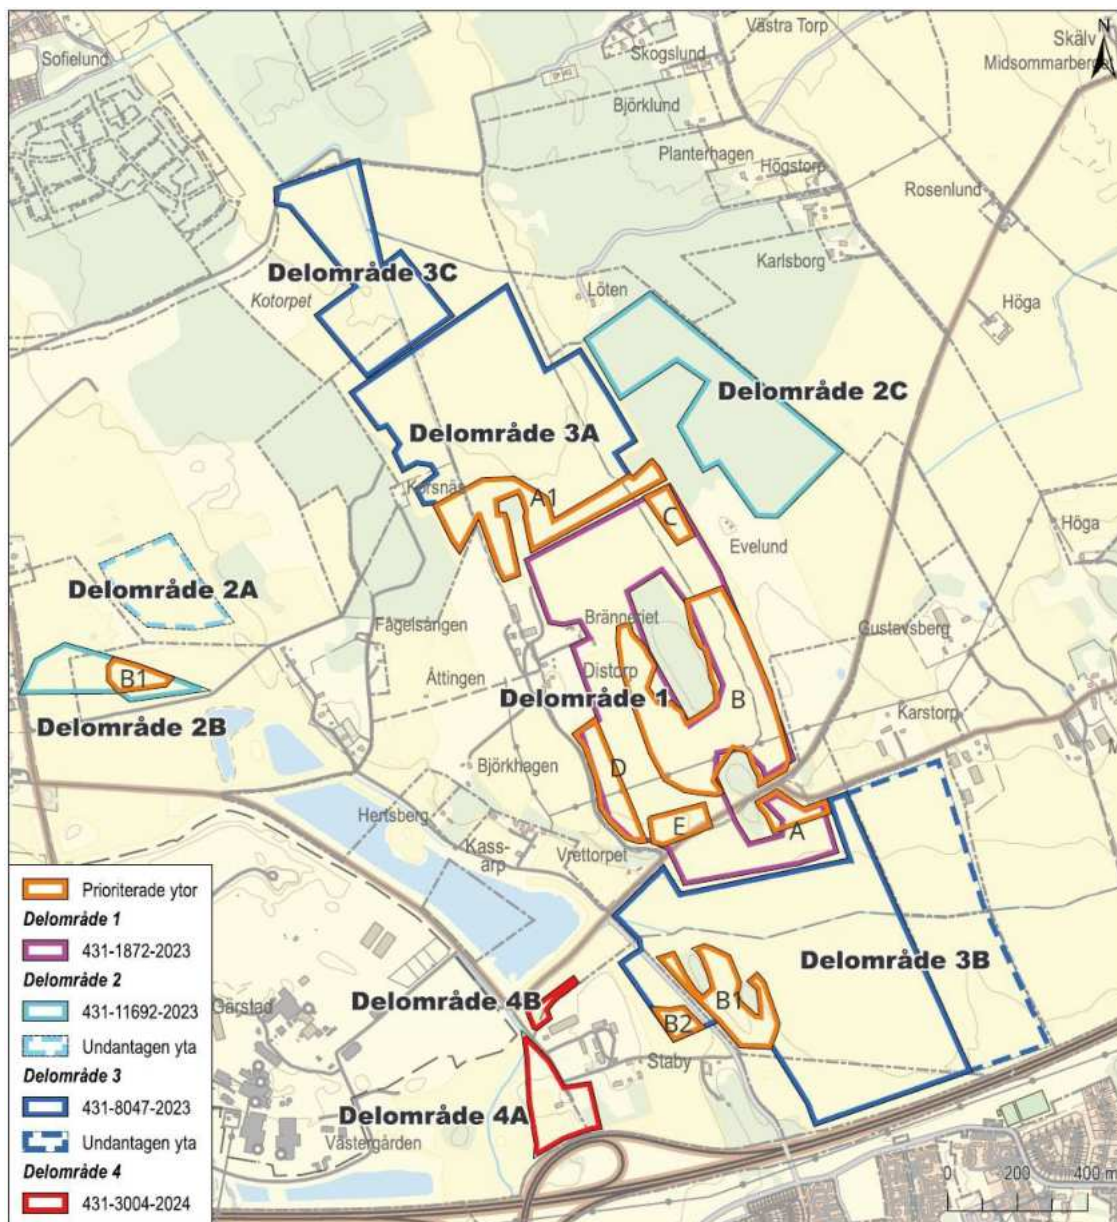 Västra Torp
Sofielund
Skogslund
Skälv
N
Midsommarberget
Björklund
Planterhagen
Högstorp
Rosenlund
Karlsborg
Delområde 3C
Kotorpet
Löten
Höga
Delområde 2C
Delområde 3A
Korsnäs
A1
C
Evelund
Höga
Delområde 2A
Fågelsången
Bränneriet
Gustavsberg
B1
Åttingen
Distorp
Delområde 1
B
Karstorp
Delområde 2B
Björkhagen
D
Hertsberg
E
A
Kass-
arp
Vrettorpet
Prioriterade ytor
Delområde 1
431-1872-2023
Delområde 2
431-11692-2023
Undantagen yta
Delområde 3
431-8047-2023
Undantagen yta
Delområde 4
431-3004-2024
Delområde 3B
Gärstad
Delområde 4B
B1
B2
Staby
Delområde 4A
Västergården
0 200 400 m